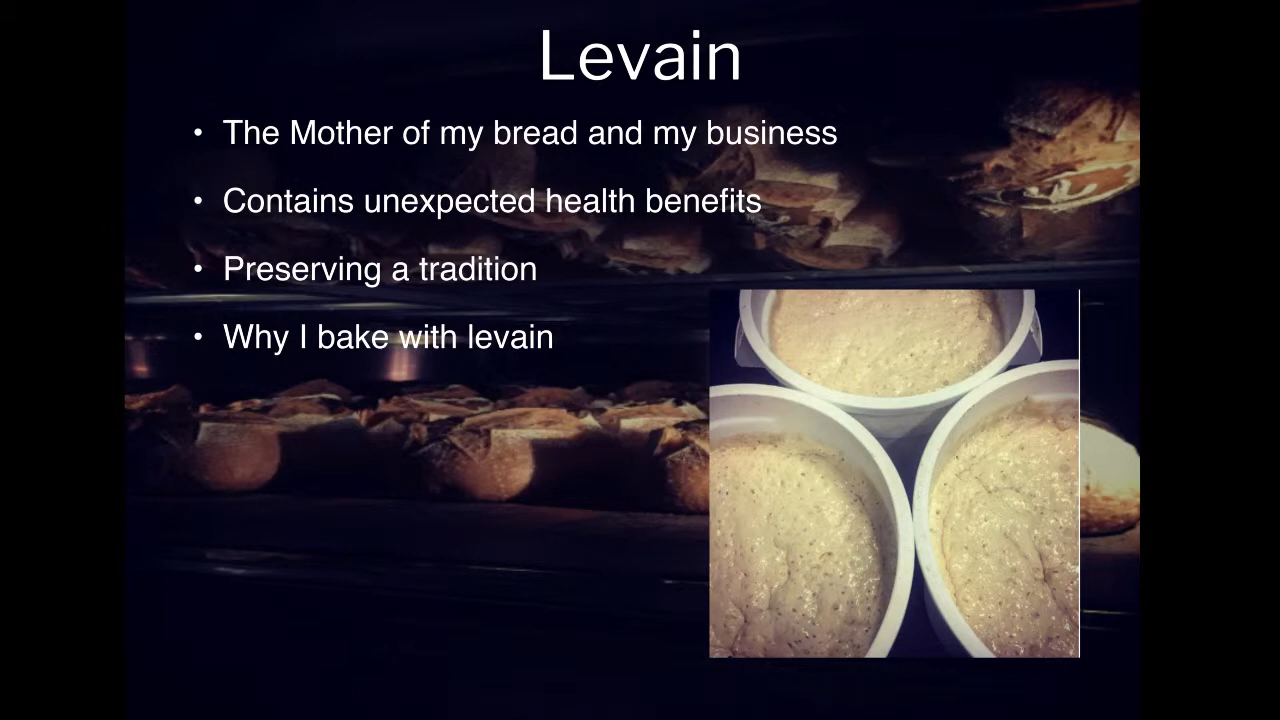 Levain
• The Mother of my bread and my business
• Contains unexpected health benefits
• Preserving a tradition
• Why I bake with levain